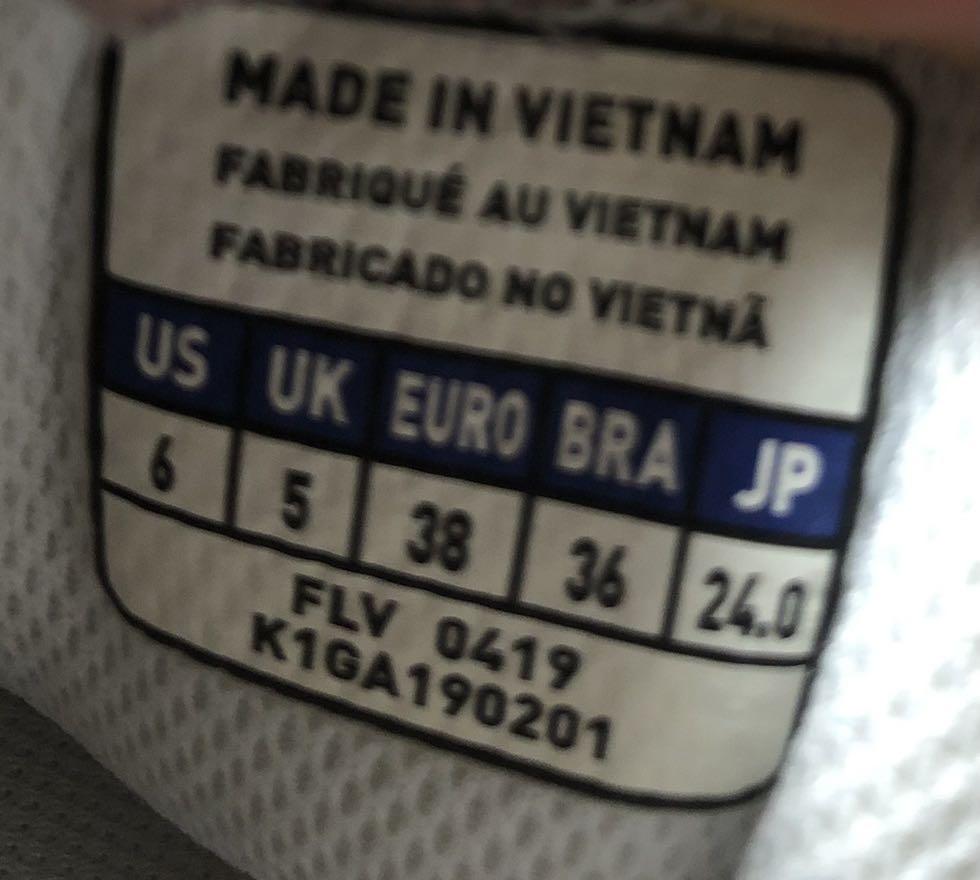 MADE IN VIETNAM
FABRIQUÉ AU VIETNAM
FABRICADO NO VIETNÃ
US UK EURO BRA JP
6 5 38 36 24.0
FLV 0419
K1GA190201